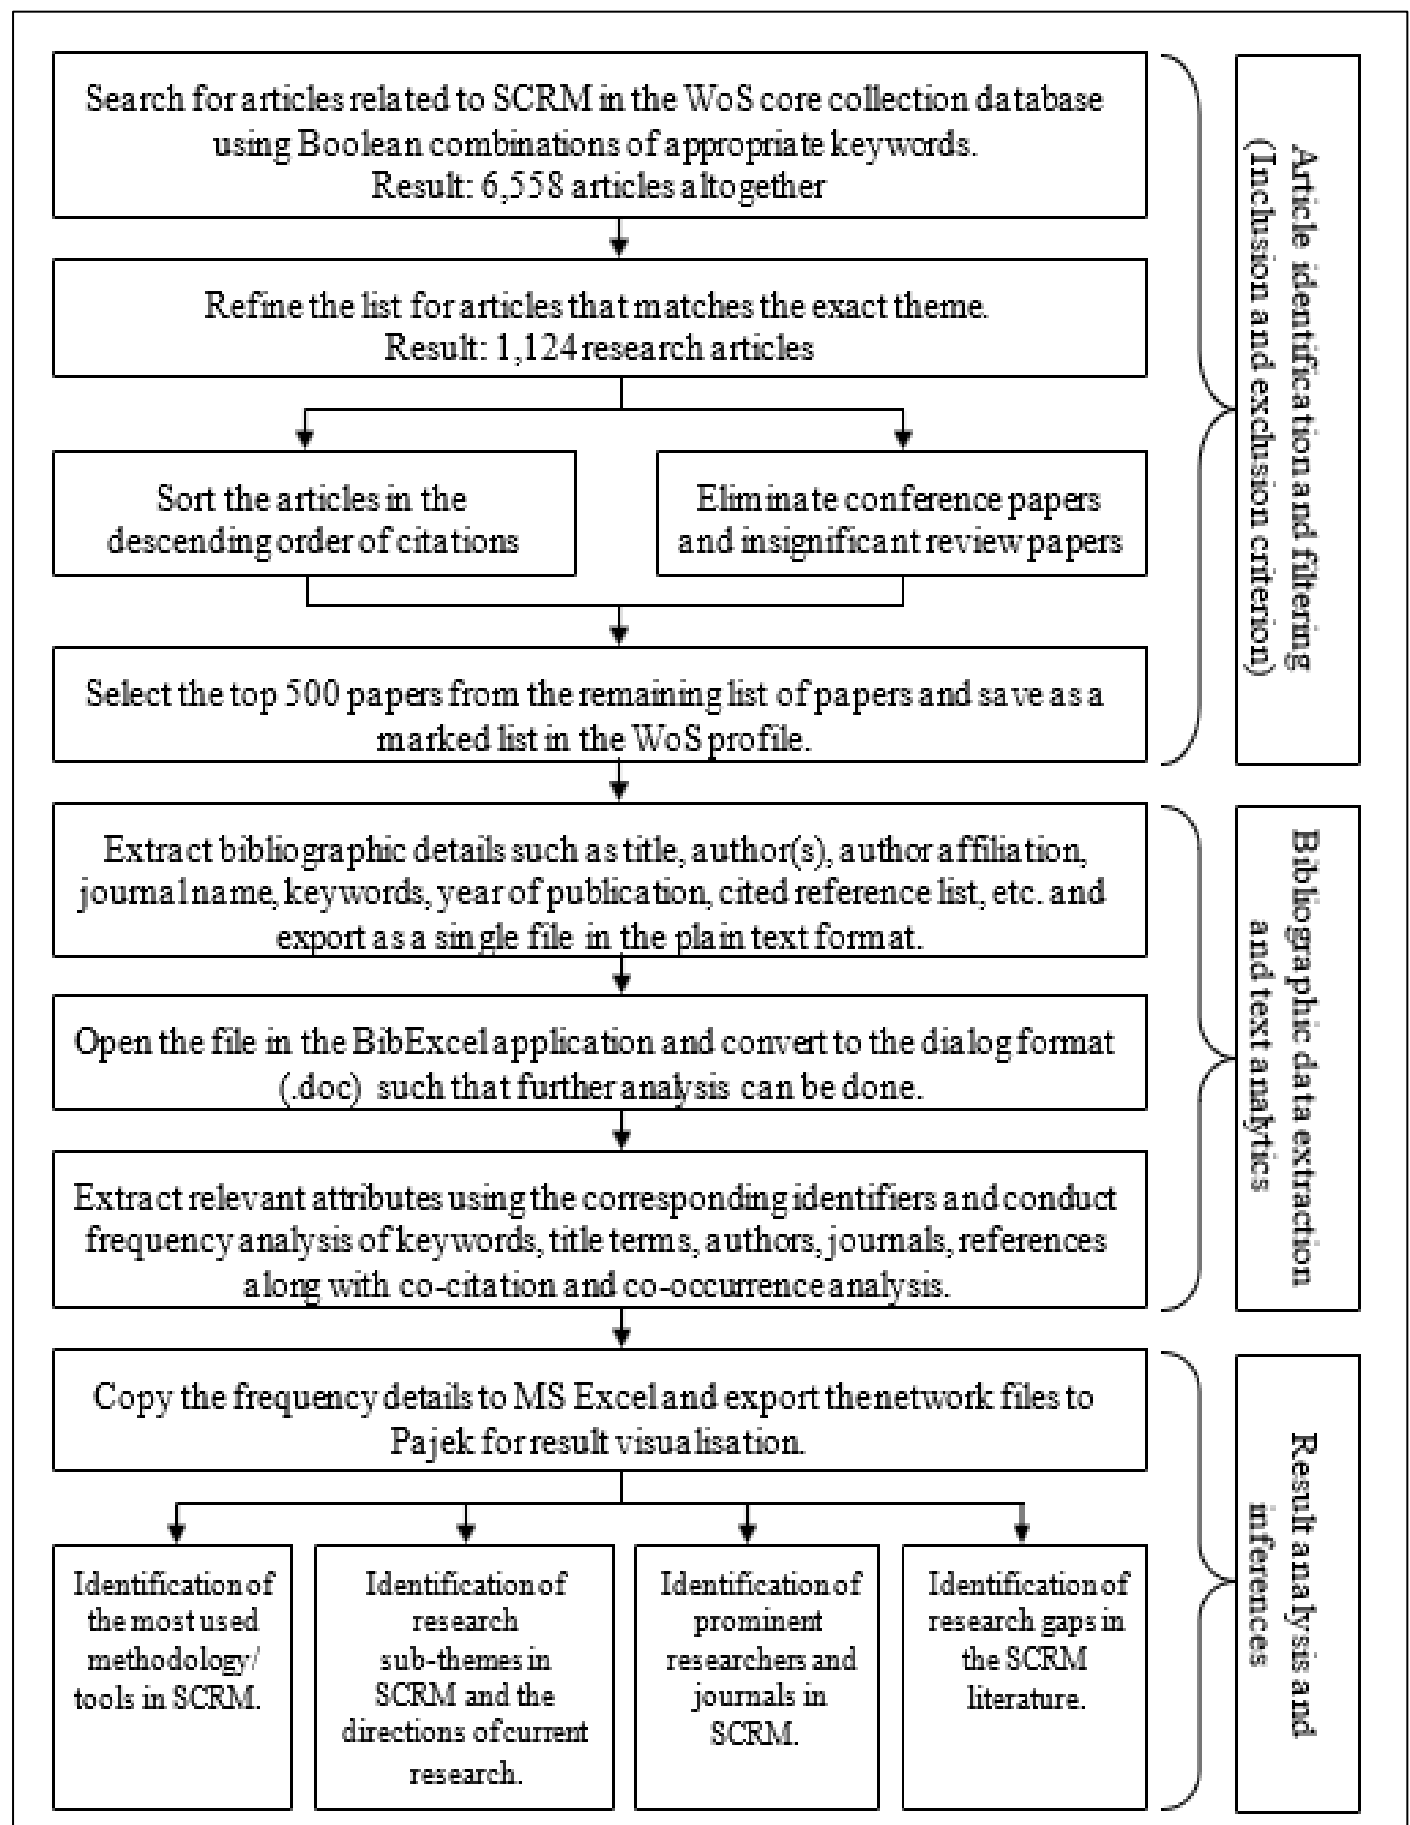 Search for articles related to SCRM in the WoS core collection database
using Boolean combinations of appropriate keywords.
Result: 6,558 articles altogether
Refine the list for articles that matches the exact theme.
Result: 1,124 research articles
Sort the articles in the
descending order of citations
Eliminate conference papers
and insignificant review papers
Select the top 500 papers from the remaining list of papers and save as a
marked list in the WoS profile.
Article identification and filtering
(Inclusion and exclusion criterion)
Extract bibliographic details such as title, author(s), author affiliation,
journal name, keywords, year of publication, cited reference list, etc. and
export as a single file in the plain text format.
Open the file in the BibExcel application and convert to the dialog format
(.doc) such that further analysis can be done.
Extract relevant attributes using the corresponding identifiers and conduct
frequency analysis of keywords, title terms, authors, journals, references
along with co-citation and co-occurrence analysis.
Bibliographic data extraction
and text analytics
Copy the frequency details to MS Excel and export the network files to
Pajek for result visualisation.
Identification of
the most used
methodology/
tools in SCRM.
Identification of
research
sub-themes in
SCRM and the
directions of current
research.
Identification of
prominent
researchers and
journals in
SCRM.
Identification of
research gaps in
the SCRM
literature.
Result analysis and
inferences